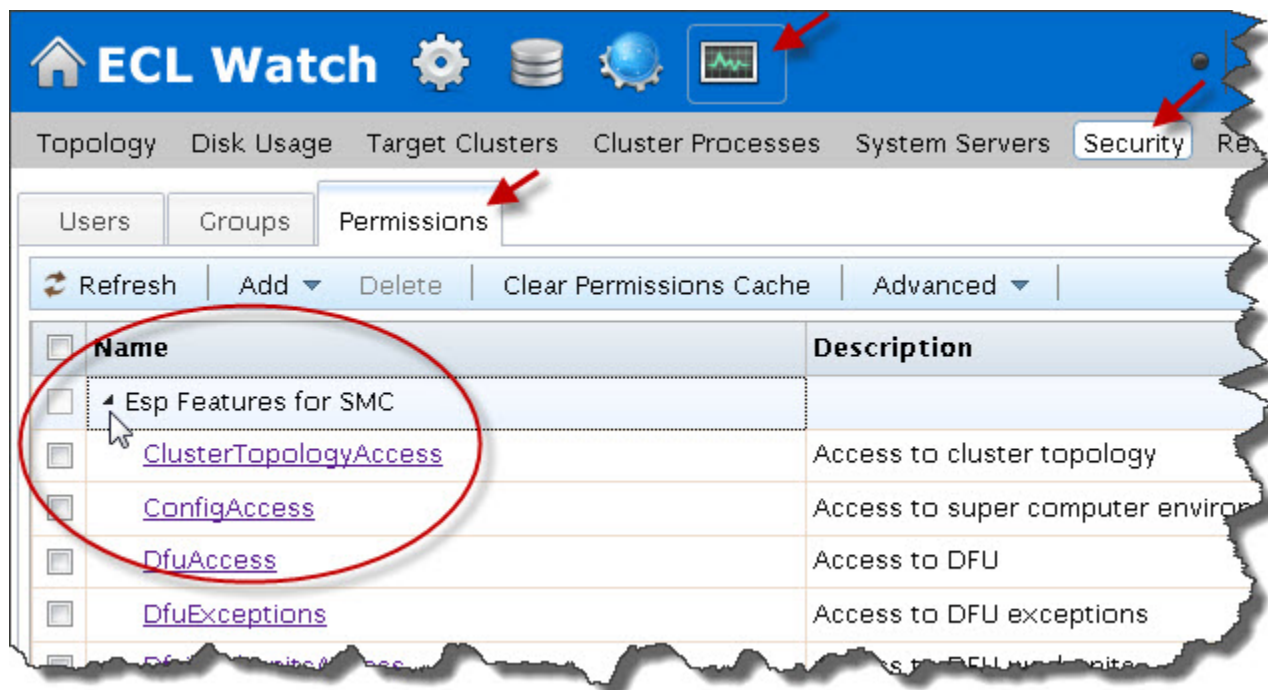 ECL Watch
Topology Disk Usage Target Clusters Cluster Processes System Servers Security
Users Groups Permissions
Refresh Add Delete Clear Permissions Cache Advanced
Name Description
Esp Features for SMC
ClusterTopologyAccess Access to cluster topology
ConfigAccess Access to super computer
DfuAccess Access to DFU
DfuExceptions Access to DFU exceptions